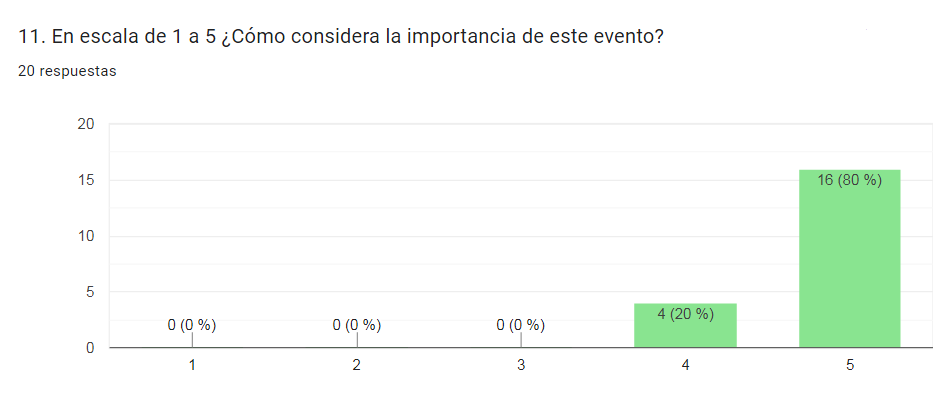 11. En escala de 1 a 5 ¿Cómo considera la importancia de este evento?
20 respuestas
20
15
10
5
0
0 (0 %)
0 (0 %)
0 (0 %)
4 (20 %)
16 (80 %)
1
2
3
4
5